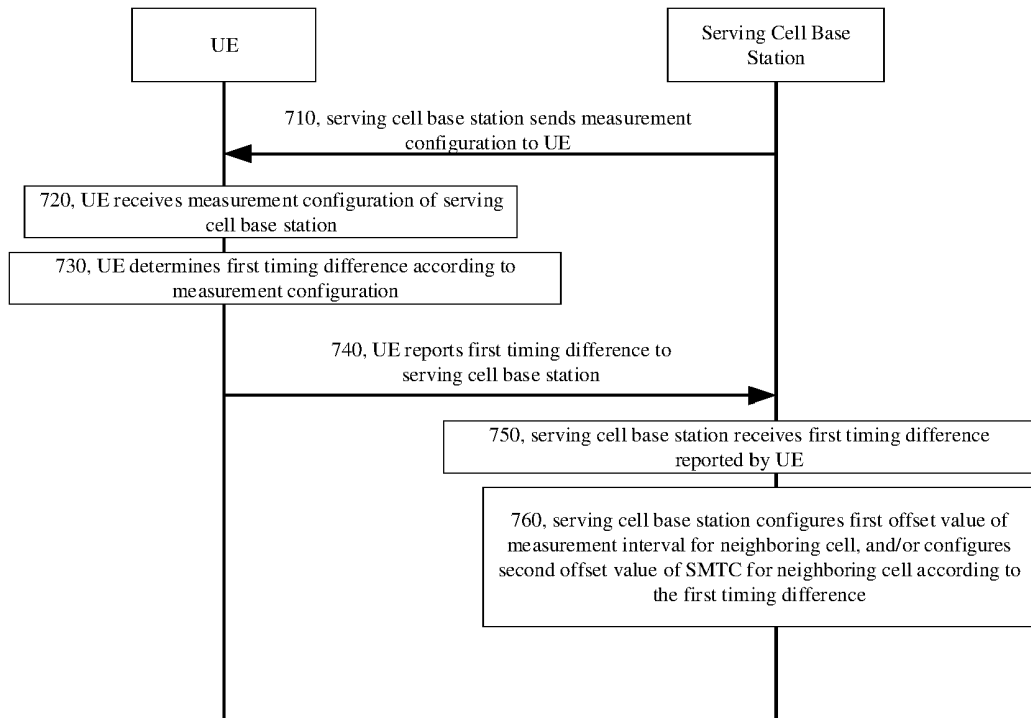 UE
Serving Cell Base
Station
710, serving cell base station sends measurement
configuration to UE
720, UE receives measurement configuration of serving
cell base station
730, UE determines first timing difference according to
measurement configuration
740, UE reports first timing difference to
serving cell base station
750, serving cell base station receives first timing difference
reported by UE
760, serving cell base station configures first offset value of
measurement interval for neighboring cell, and/or configures
second offset value of SMTC for neighboring cell according to
the first timing difference